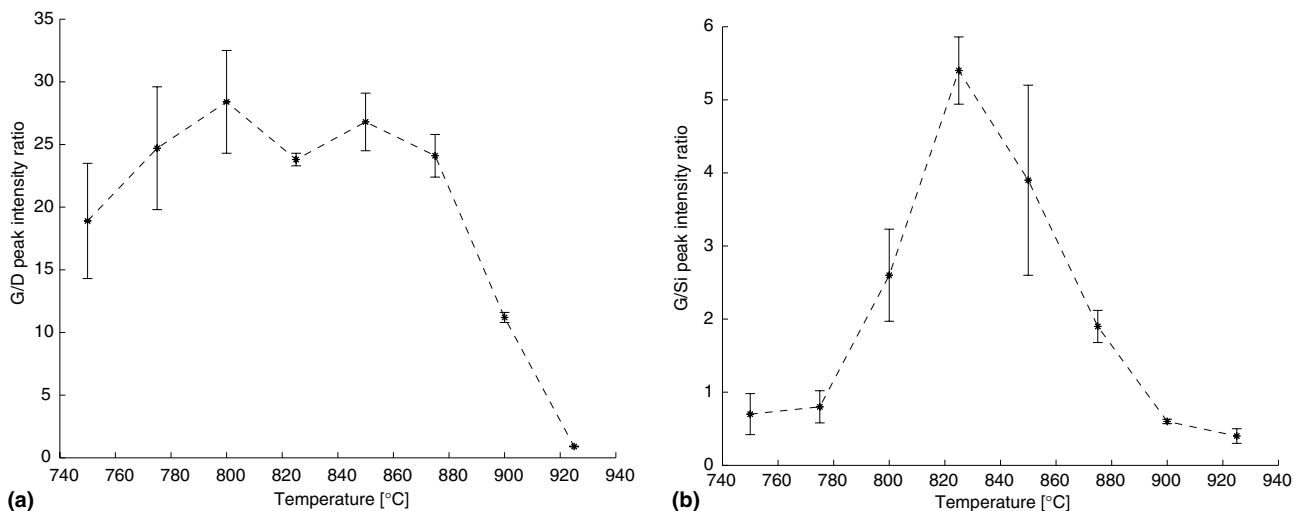 35
30
25
20
15
10
5
0
G/D peak intensity ratio
740 760 780 800 820 840 860 880 900 920 940
Temperature [°C]
(a)
6
5
4
3
2
1
0
G/Si peak intensity ratio
740 760 780 800 820 840 860 880 900 920 940
Temperature [°C]
(b)